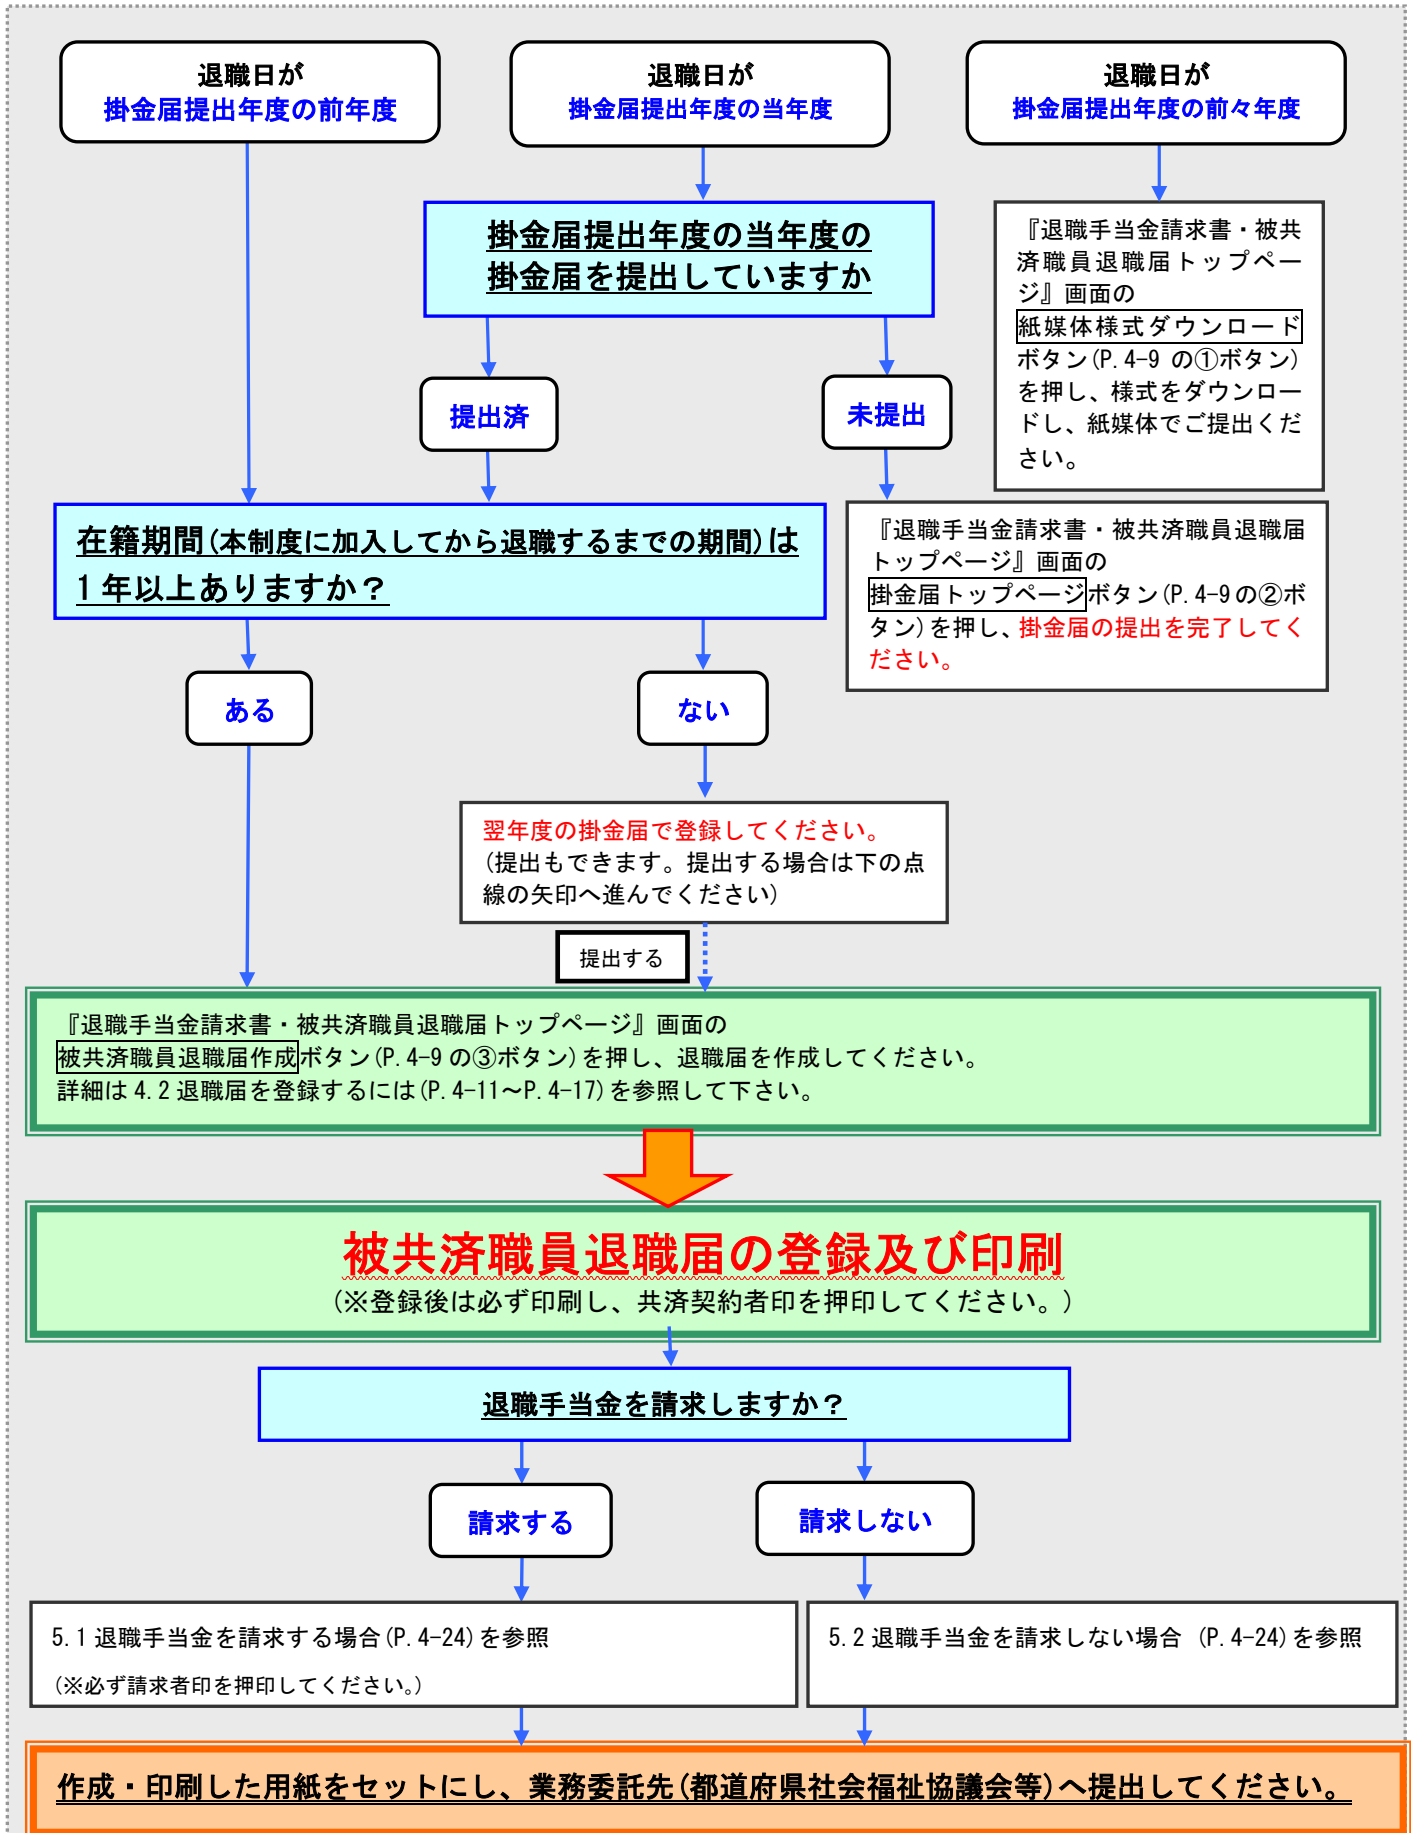 退職日が
掛金届提出年度の前年度
退職日が
掛金届提出年度の当年度
退職日が
掛金届提出年度の前々年度
掛金届提出年度の当年度の
掛金届を提出していますか
『退職手当金請求書・被共
済職員退職届トップペー
ジ』画面の
紙媒体様式ダウンロード
ボタン(P.4-9 の①ボタン)
を押し、様式をダウンロー
ドし、紙媒体でご提出くだ
さい。
提出済
未提出
在籍期間(本制度に加入してから退職するまでの期間)は
1年以上ありますか？
『退職手当金請求書・被共済職員退職届
トップページ』画面の
掛金届トップページボタン(P.4-9の②ボ
タン)を押し、掛金届の提出を完了してく
ださい。
ある
ない
翌年度の掛金届で登録してください。
(提出もできます。提出する場合は下の点
線の矢印へ進んでください)
提出する
『退職手当金請求書・被共済職員退職届トップページ』画面の
被共済職員退職届作成ボタン(P.4-9 の③ボタン)を押し、退職届を作成してください。
詳細は 4.2 退職届を登録するには(P.4-11～P.4-17)を参照して下さい。
被共済職員退職届の登録及び印刷
(※登録後は必ず印刷し、共済契約者印を押印してください。)
退職手当金を請求しますか？
請求する
請求しない
5.1 退職手当金を請求する場合(P.4-24)を参照
(※必ず請求者印を押印してください。)
5.2 退職手当金を請求しない場合 (P.4-24)を参照
作成・印刷した用紙をセットにし、業務委託先(都道府県社会福祉協議会等)へ提出してください。